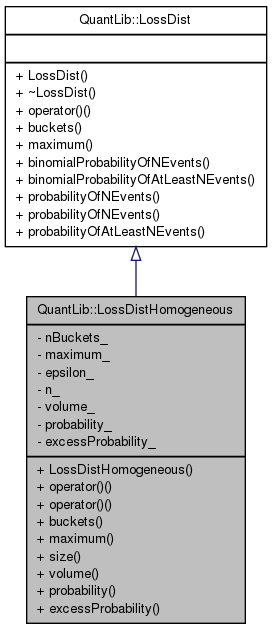 QuantLib::LossDist
+ LossDist()
+ ~LossDist()
+ operator()()
+ buckets()
+ maximum()
+ binomialProbabilityOfNEvents()
+ binomialProbabilityOfAtLeastNEvents()
+ probabilityOfNEvents()
+ probabilityOfNEvents()
+ probabilityOfAtLeastNEvents()
QuantLib::LossDistHomogeneous
- nBuckets_
- maximum_
- epsilon_
- n_
- volume_
- probability_
- excessProbability_
+ LossDistHomogeneous()
+ operator()()
+ operator()()
+ buckets()
+ maximum()
+ size()
+ volume()
+ probability()
+ excessProbability()